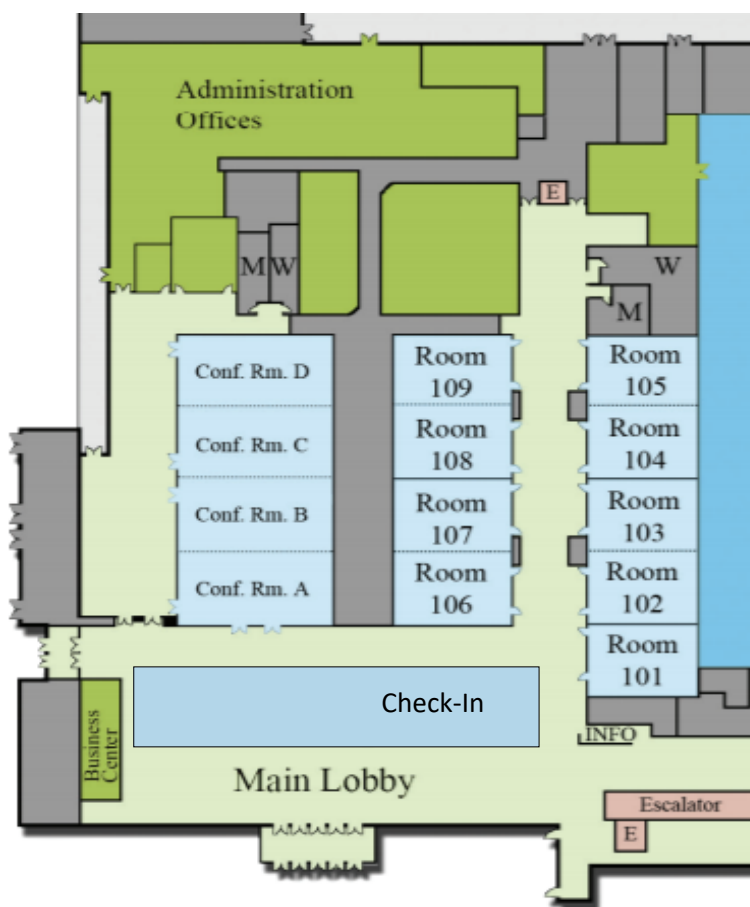 Administration
Offices
E
M W
W
M
Conf. Rm. D
Room
109
Room
105
Conf. Rm. C
Room
108
Room
104
Conf. Rm. B
Room
107
Room
103
Conf. Rm. A
Room
106
Room
102
Room
101
Check-In
Business
Center
INFO
Main Lobby
Escalator
E